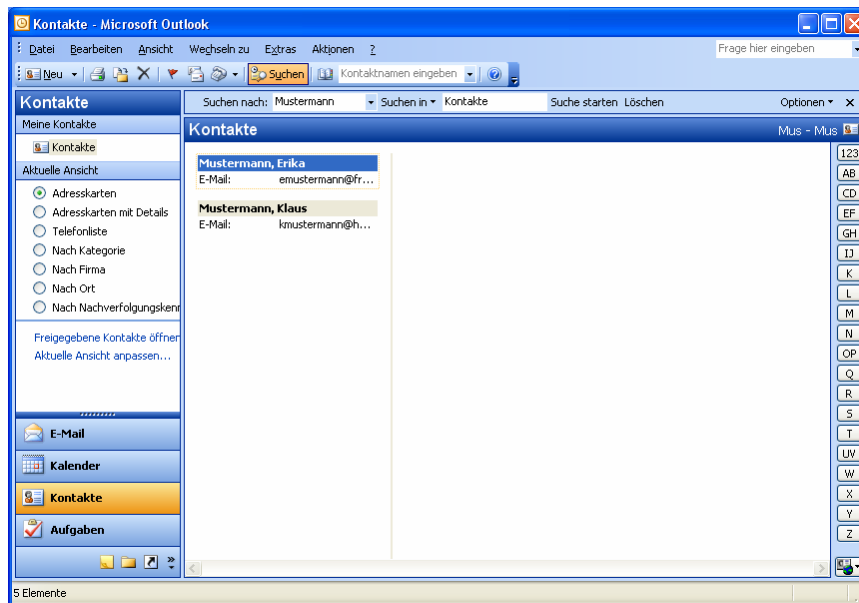 Kontakte - Microsoft Outlook
Datei Bearbeiten Ansicht Wechseln zu Extras Aktionen ? Frage hier eingeben
Neu Suchen Kontaktnamen eingeben
Kontakte
Suchen nach: Mustermann Suchen in Kontakte Suche starten Löschen Optionen
Meine Kontakte
Kontakte
Aktuelle Ansicht
Adresskarten
Adresskarten mit Details
Telefonliste
Nach Kategorie
Nach Firma
Nach Ort
Nach Nachverfolgungskenn
Freigegebene Kontakte öffnen
Aktuelle Ansicht anpassen...
E-Mail
Kalender
Kontakte
Aufgaben
Kontakte Mus - Mus
Mustermann, Erika
E-Mail: emustermann@fr...
Mustermann, Klaus
E-Mail: kmustermann@h...
123
AB
CD
EF
GH
IJ
K
L
M
N
OP
Q
R
S
T
UV
W
X
Y
Z
5 Elemente